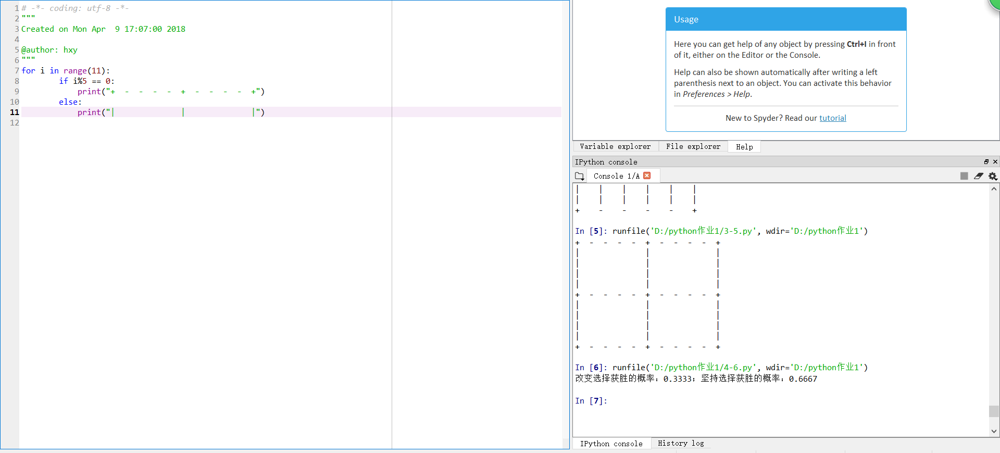 1 # -*- coding: utf-8 -*-
2 """
3 Created on Mon Apr  9 17:07:00 2018
4
5 @author: hxy
6 """
7 for i in range(11):
8         if i%5 == 0:
9             print("+  -  -  -  -  +  -  -  -  -  +")
10         else:
11             print("|              |              |")
12
Usage
Here you can get help of any object by pressing Ctrl+I in front
of it, either on the Editor or the Console.
Help can also be shown automatically after writing a left
parenthesis next to an object. You can activate this behavior
in Preferences > Help.
New to Spyder? Read our tutorial
Variable explorer File explorer Help
IPython console
Console 1/A
|    |    |    |    |    |
|    |    |    |    |    |
+    -    -    -    -    +
In [5]: runfile('D:/python作业1/3-5.py', wdir='D:/python作业1')
+  -  -  -  -  +  -  -  -  -  +
|              |              |
|              |              |
|              |              |
|              |              |
+  -  -  -  -  +  -  -  -  -  +
|              |              |
|              |              |
|              |              |
|              |              |
+  -  -  -  -  +  -  -  -  -  +
In [6]: runfile('D:/python作业1/4-6.py', wdir='D:/python作业1')
改变选择获胜的概率：0.3333；坚持选择获胜的概率：0.6667
In [7]:
IPython console History log